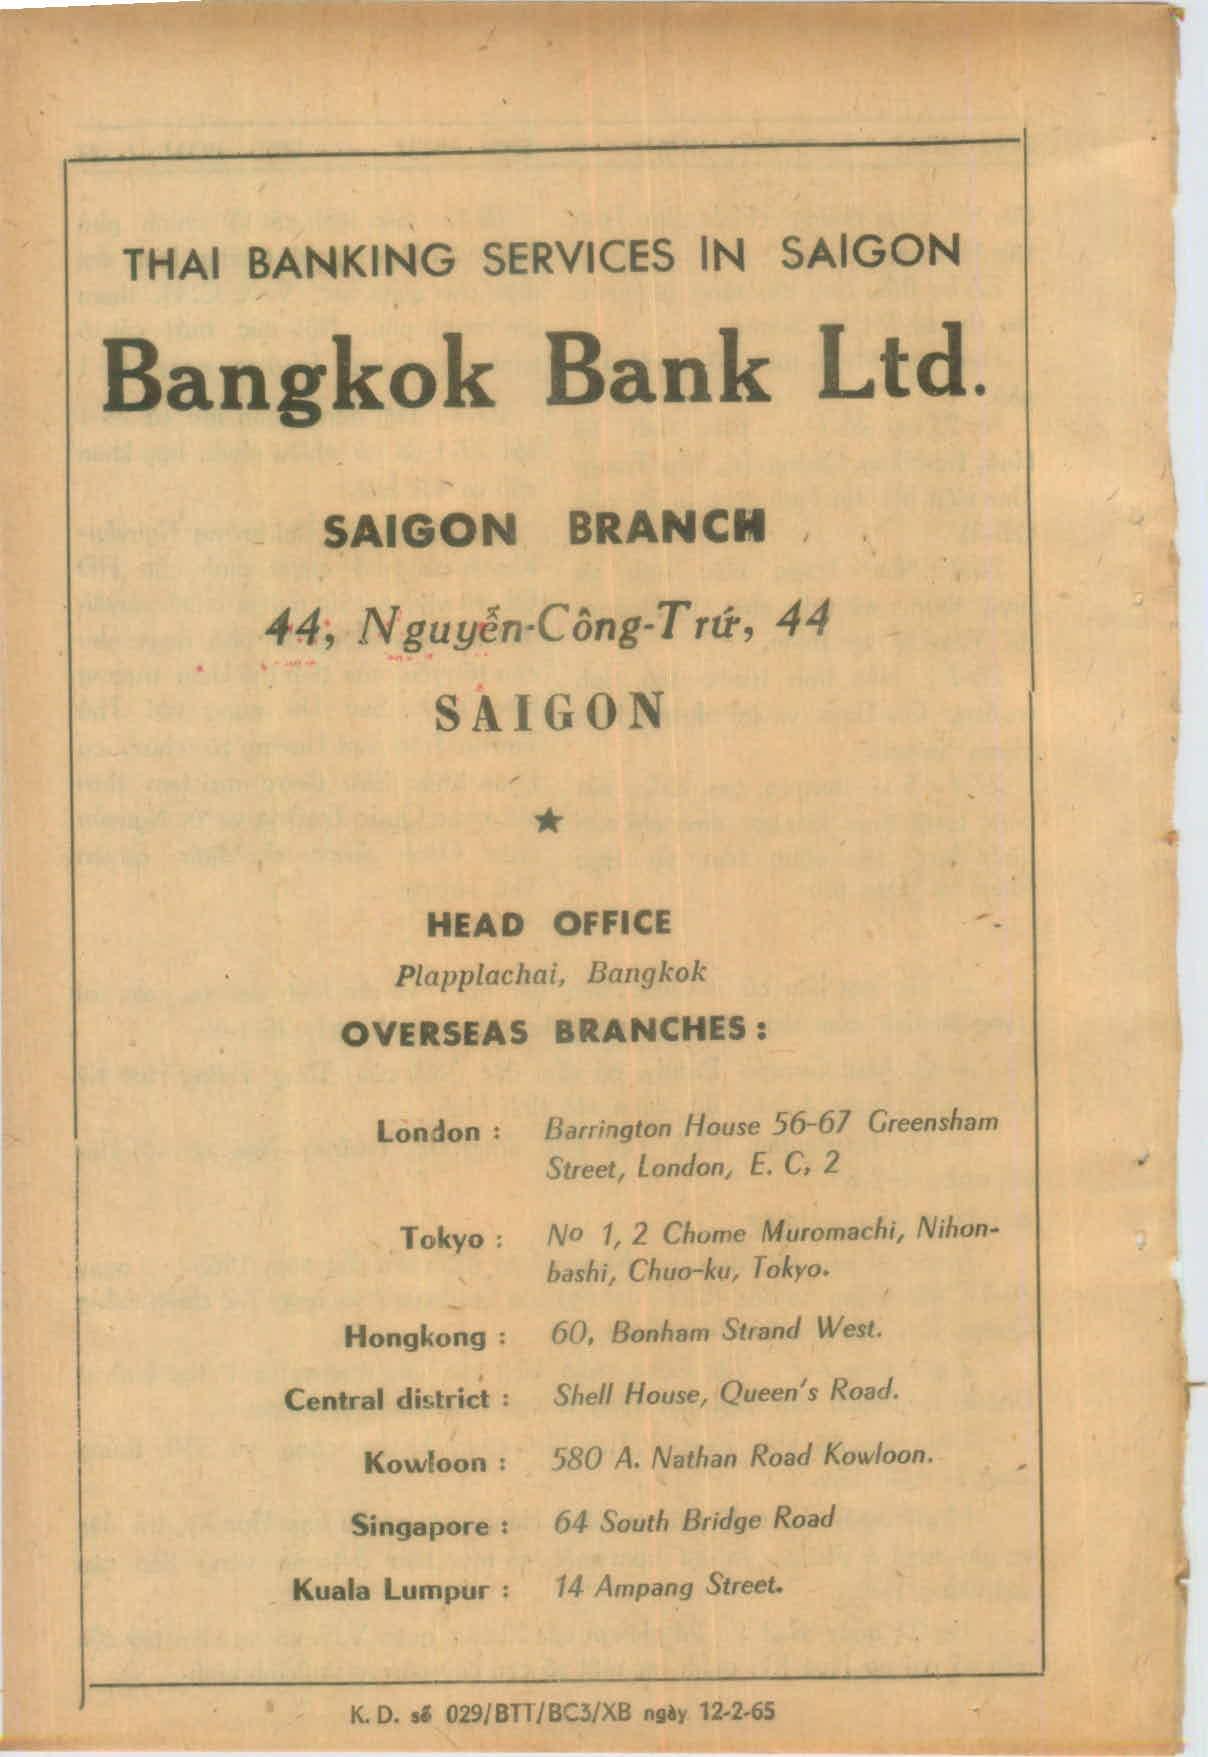 THAI BANKING SERVICES IN SAIGON
Bangkok Bank Ltd.
SAIGON BRANCH
44, Nguyễn-Công-Trứ, 44
SAIGON
★
HEAD OFFICE
Plapplachai, Bangkok
OVERSEAS BRANCHES :
London : Barrington House 56-67 Greensham
Street, London, E. C, 2
Tokyo : No 1, 2 Chome Muromachi, Nihon-
bashi, Chuo-ku, Tokyo.
Hongkong : 60, Bonham Strand West.
Central district : Shell House, Queen's Road.
Kowloon : 580 A. Nathan Road Kowloon.
Singapore : 64 South Bridge Road
Kuala Lumpur : 14 Ampang Street.
K. D. số 029/BTT/BC3/XB ngày 12-2-65